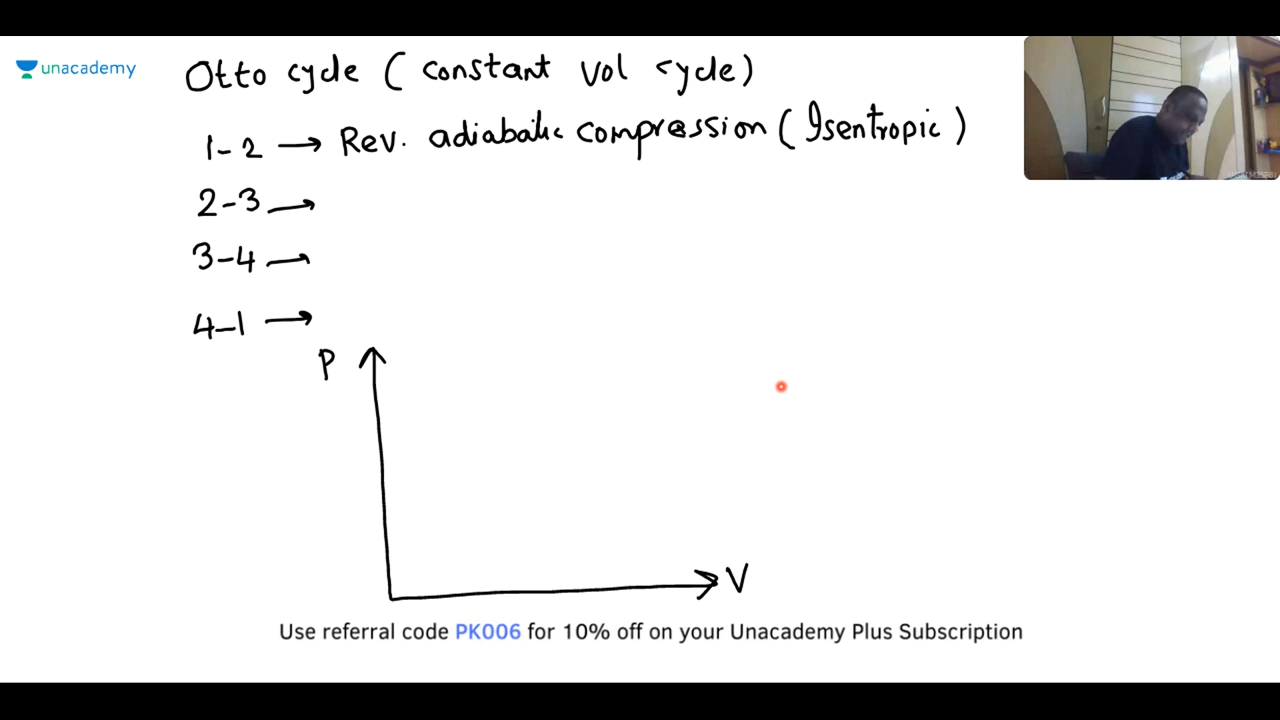 unacademy
Otto cycle (constant vol cycle)
1-2 → Rev. adiabatic compression (Isentropic)
2-3 →
3-4 →
4-1 →
P
V
Use referral code PK006 for 10% off on your Unacademy Plus Subscription